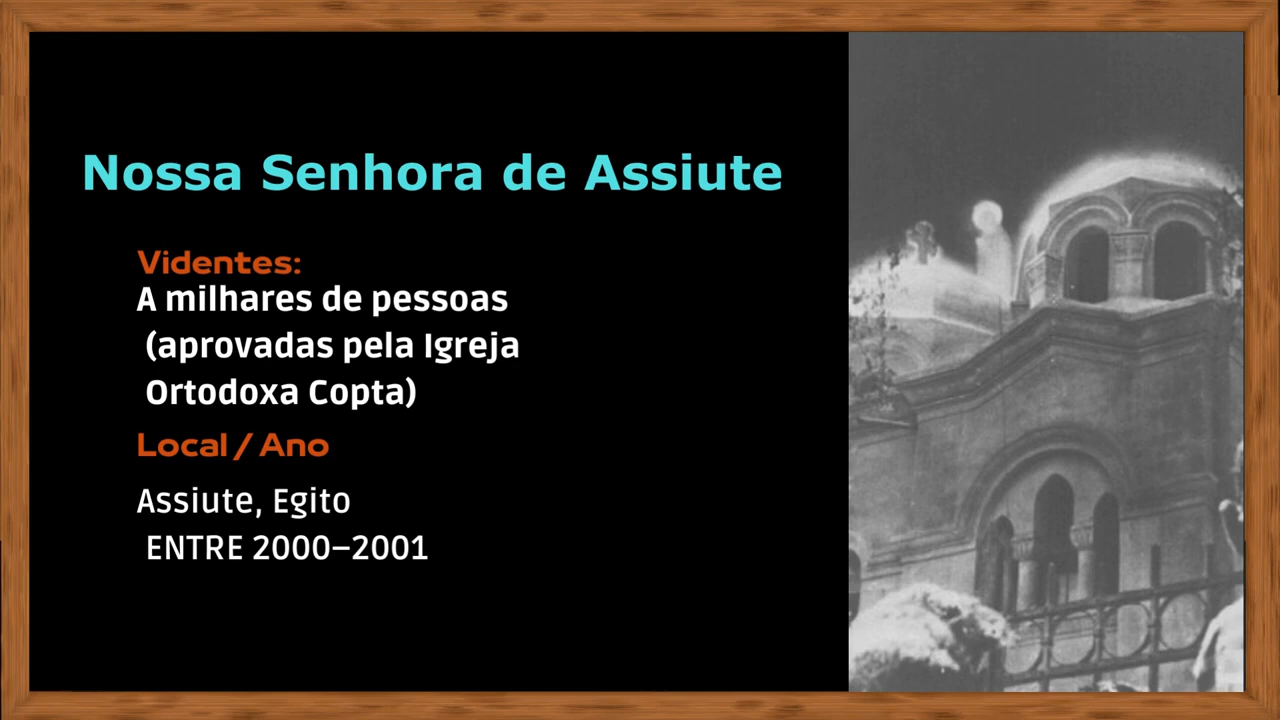 Nossa Senhora de Assiute
Videntes:
A milhares de pessoas
(aprovadas pela Igreja
Ortodoxa Copta)
Local / Ano
Assiute, Egito
ENTRE 2000–2001